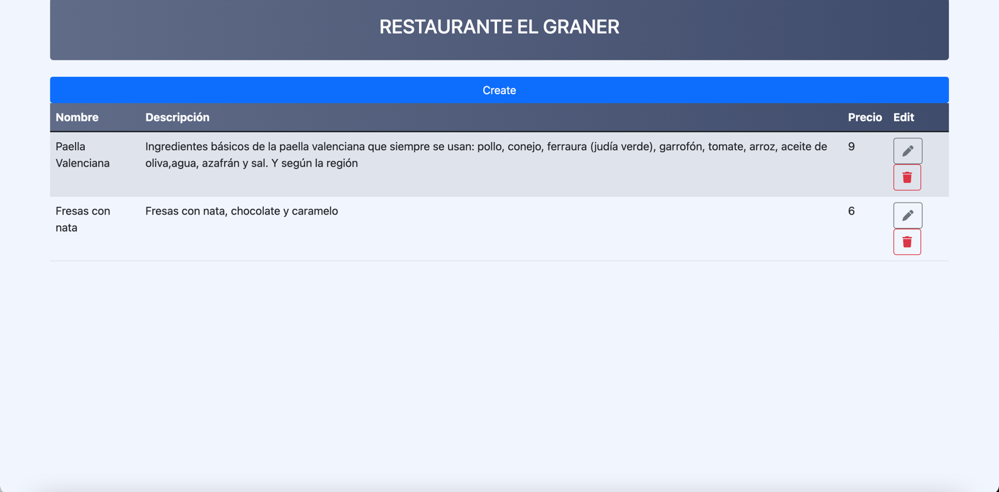 RESTAURANTE EL GRANER
Create
Nombre Descripción Precio Edit
Paella Ingredientes básicos de la paella valenciana que siempre se usan: pollo, conejo, ferraura (judía verde), garrofón, tomate, arroz, aceite de 9
Valenciana oliva,agua, azafrán y sal. Y según la región
Fresas con Fresas con nata, chocolate y caramelo 6
nata